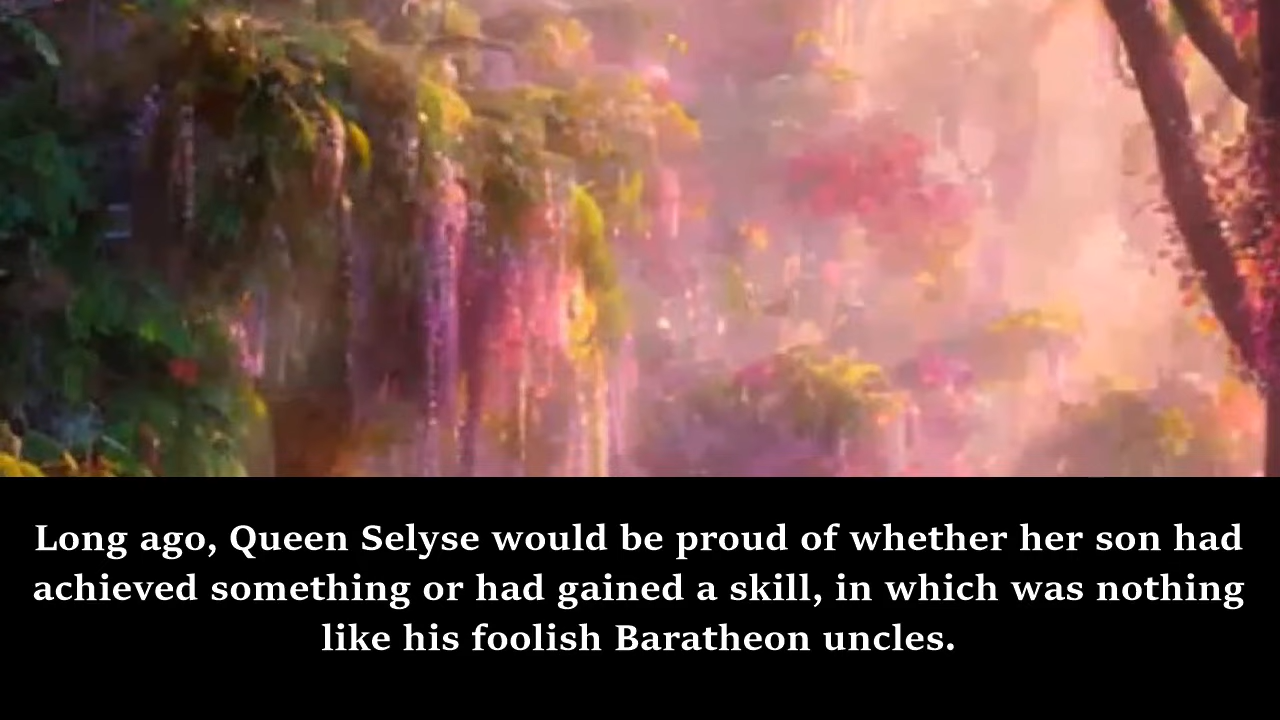 Long ago, Queen Selyse would be proud of whether her son had
achieved something or had gained a skill, in which was nothing
like his foolish Baratheon uncles.